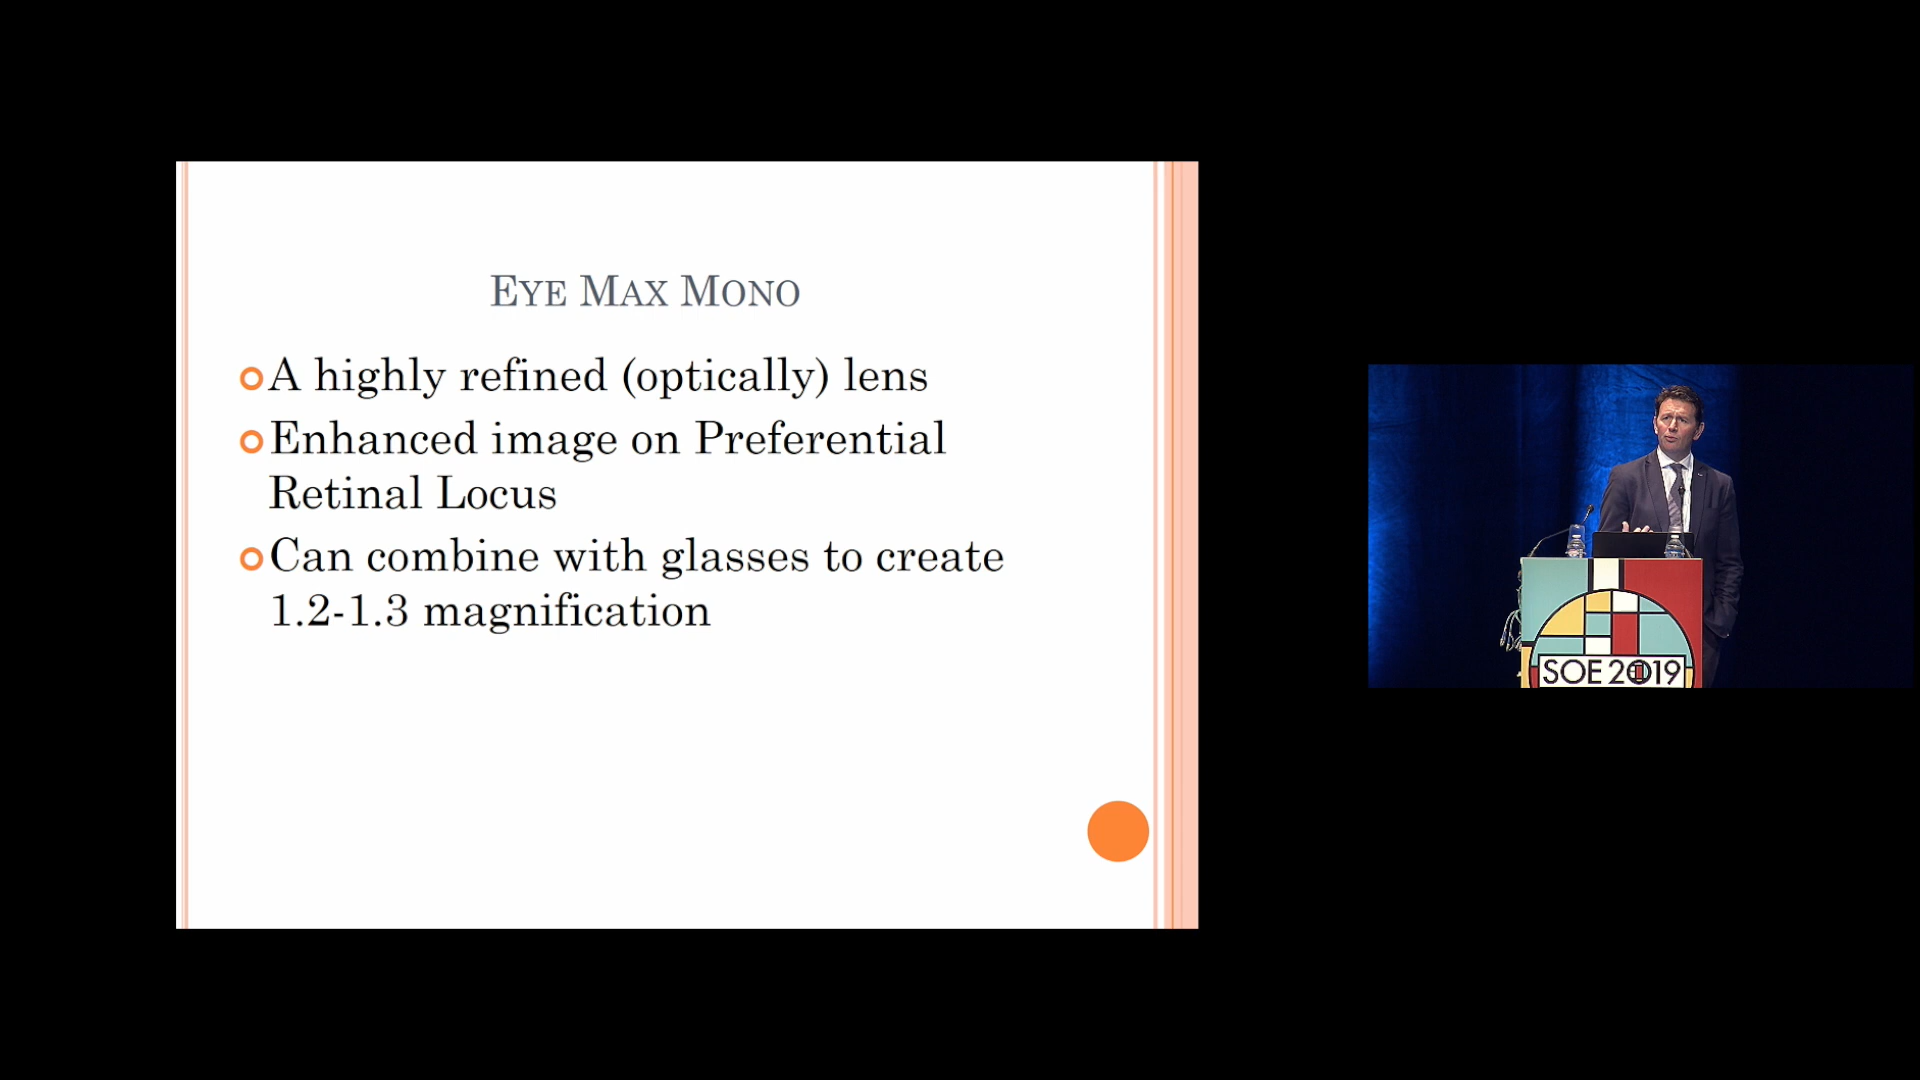 EYE MAX MONO
A highly refined (optically) lens
Enhanced image on Preferential
Retinal Locus
Can combine with glasses to create
1.2-1.3 magnification
SOE 2019